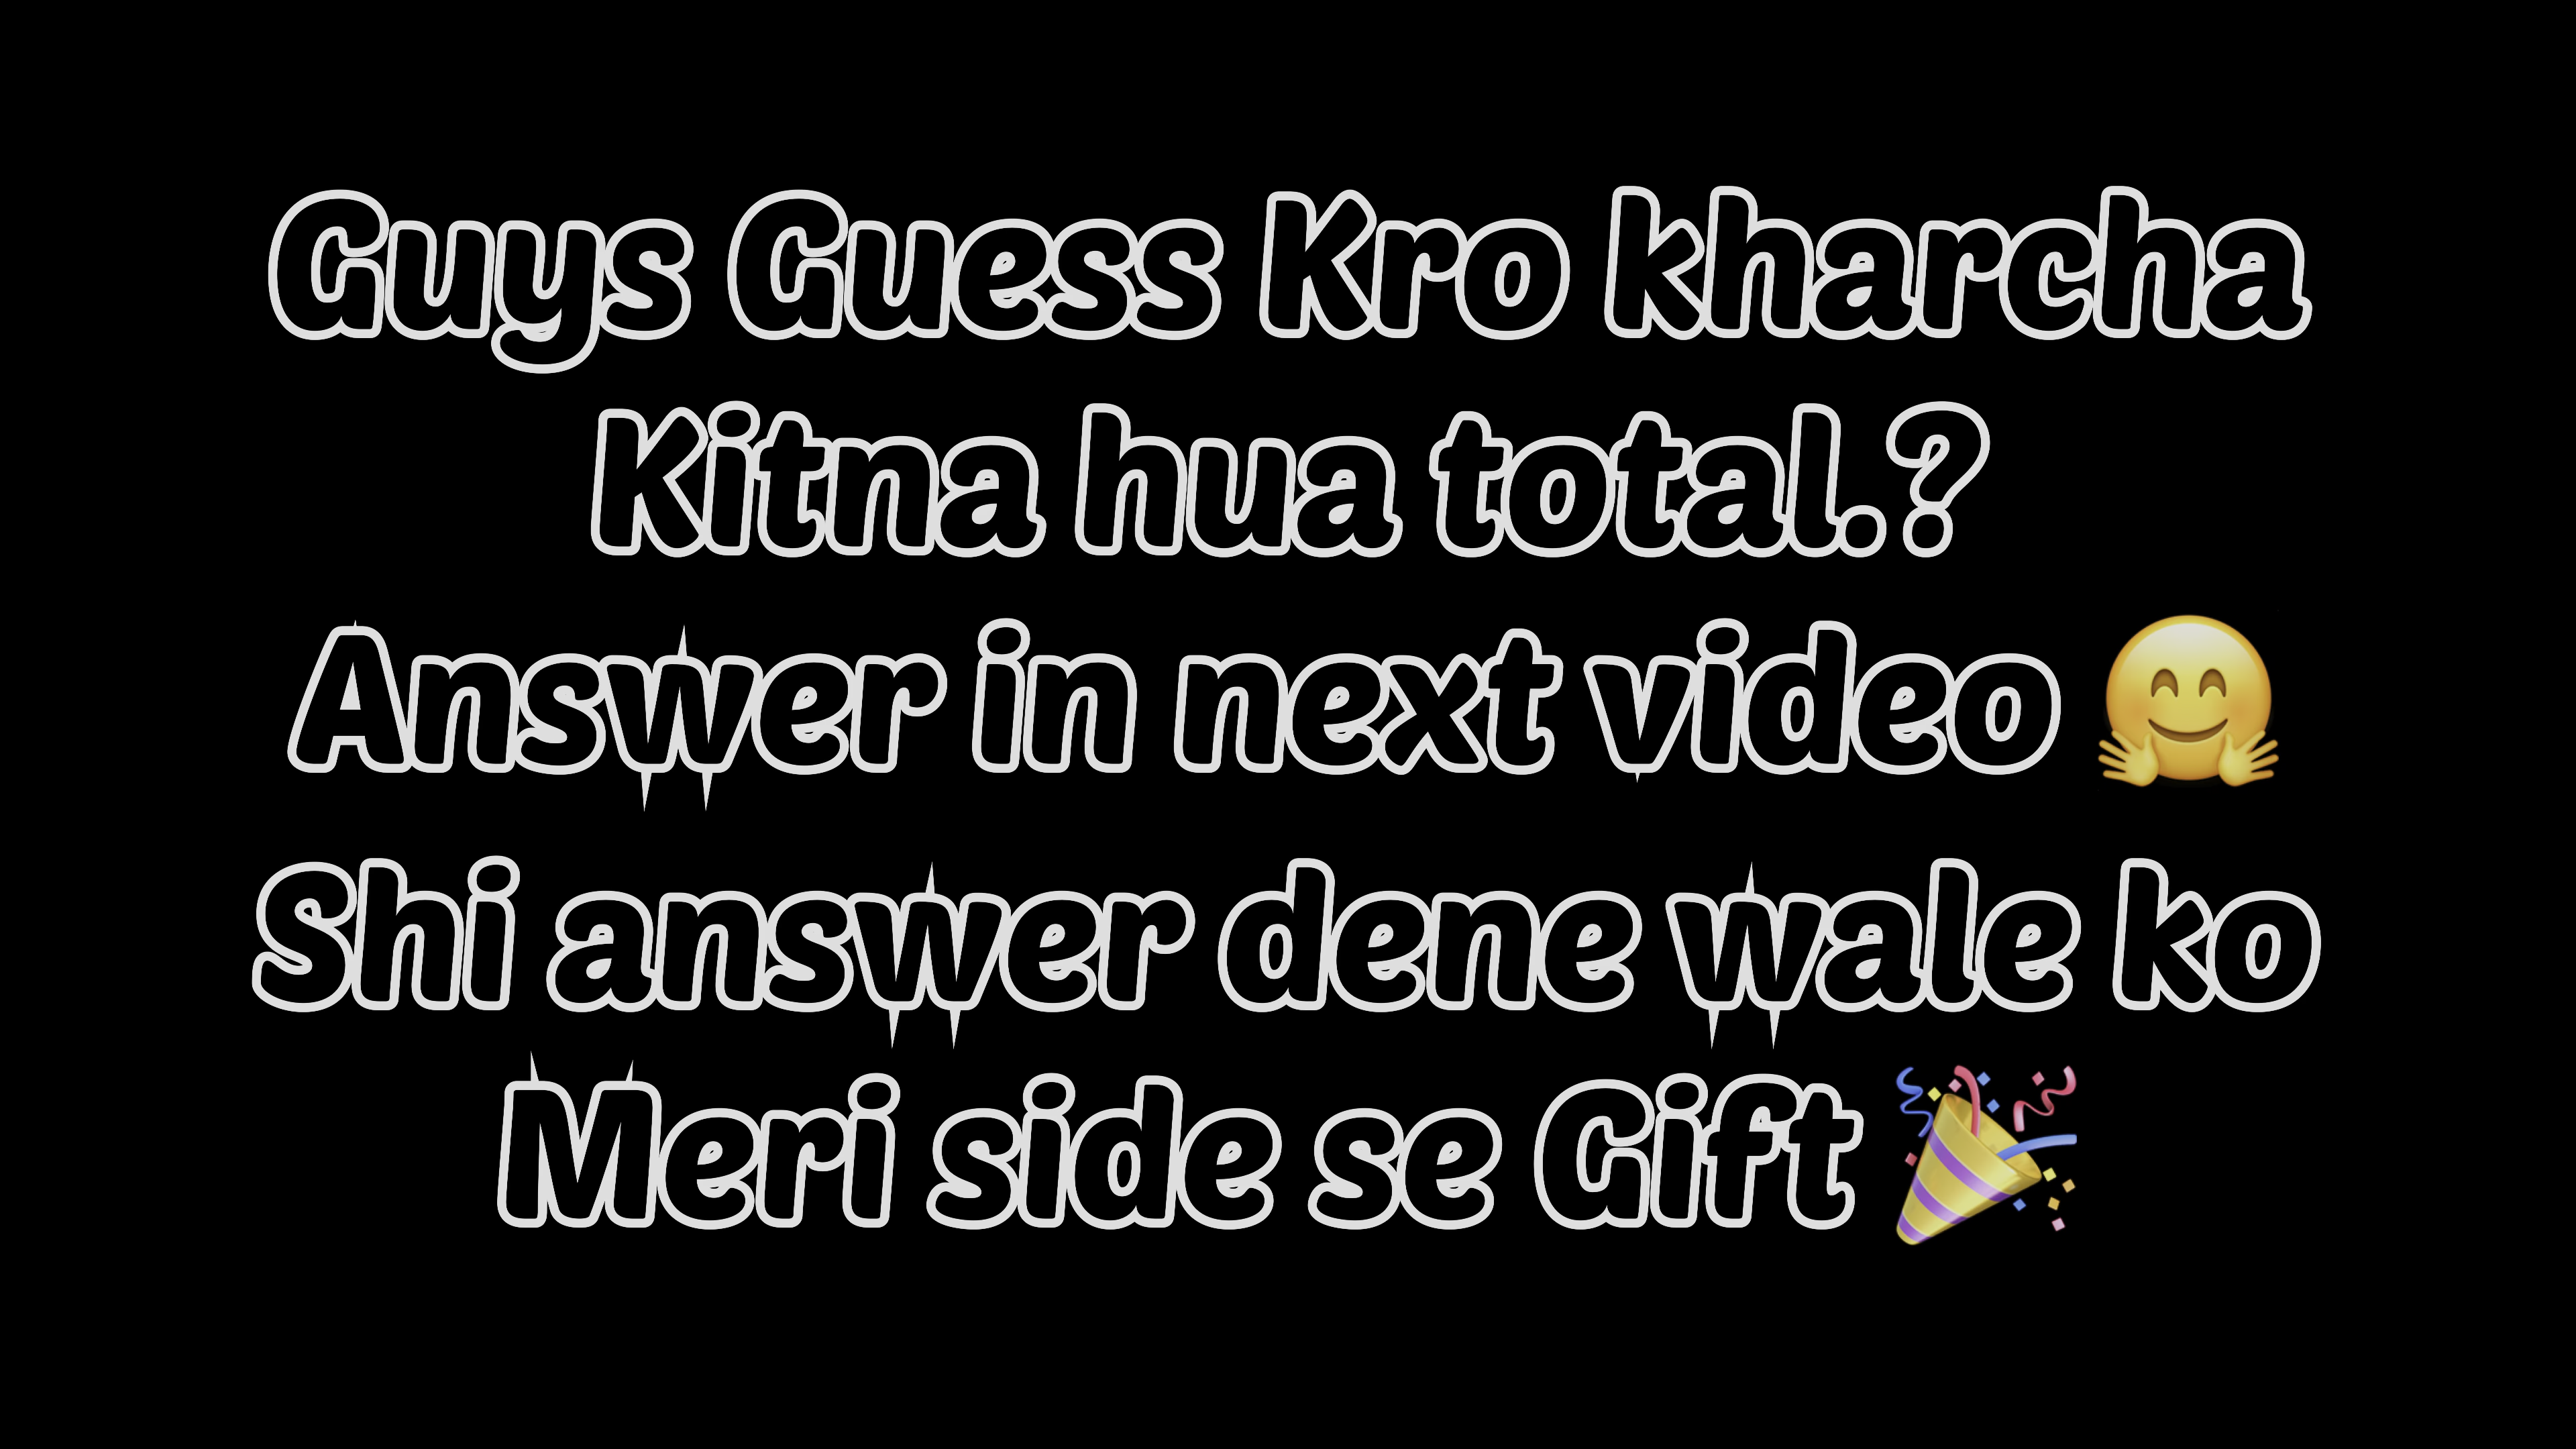 Guys Guess Kro kharcha
Kitna hua total.?
Answer in next video 🤗
Shi answer dene wale ko
Meri side se Gift 🎉